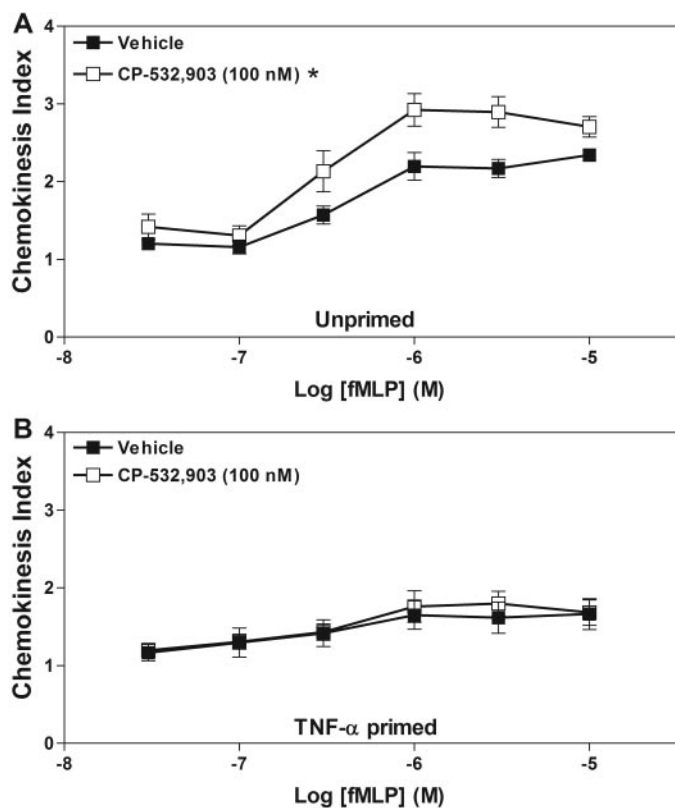 A
4
Vehicle
CP-532,903 (100 nM) *
3
2
1
0
Chemokinesis Index
Unprimed
-8 -7 -6 -5
Log [fMLP] (M)
B
4
Vehicle
CP-532,903 (100 nM)
3
2
1
0
Chemokinesis Index
TNF-α primed
-8 -7 -6 -5
Log [fMLP] (M)